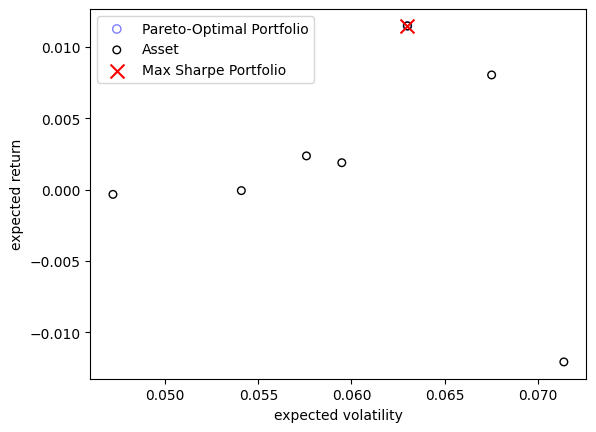 Pareto-Optimal Portfolio
Asset
Max Sharpe Portfolio
0.010
0.005
0.000
−0.005
−0.010
expected return
0.050
0.055
0.060
0.065
0.070
expected volatility